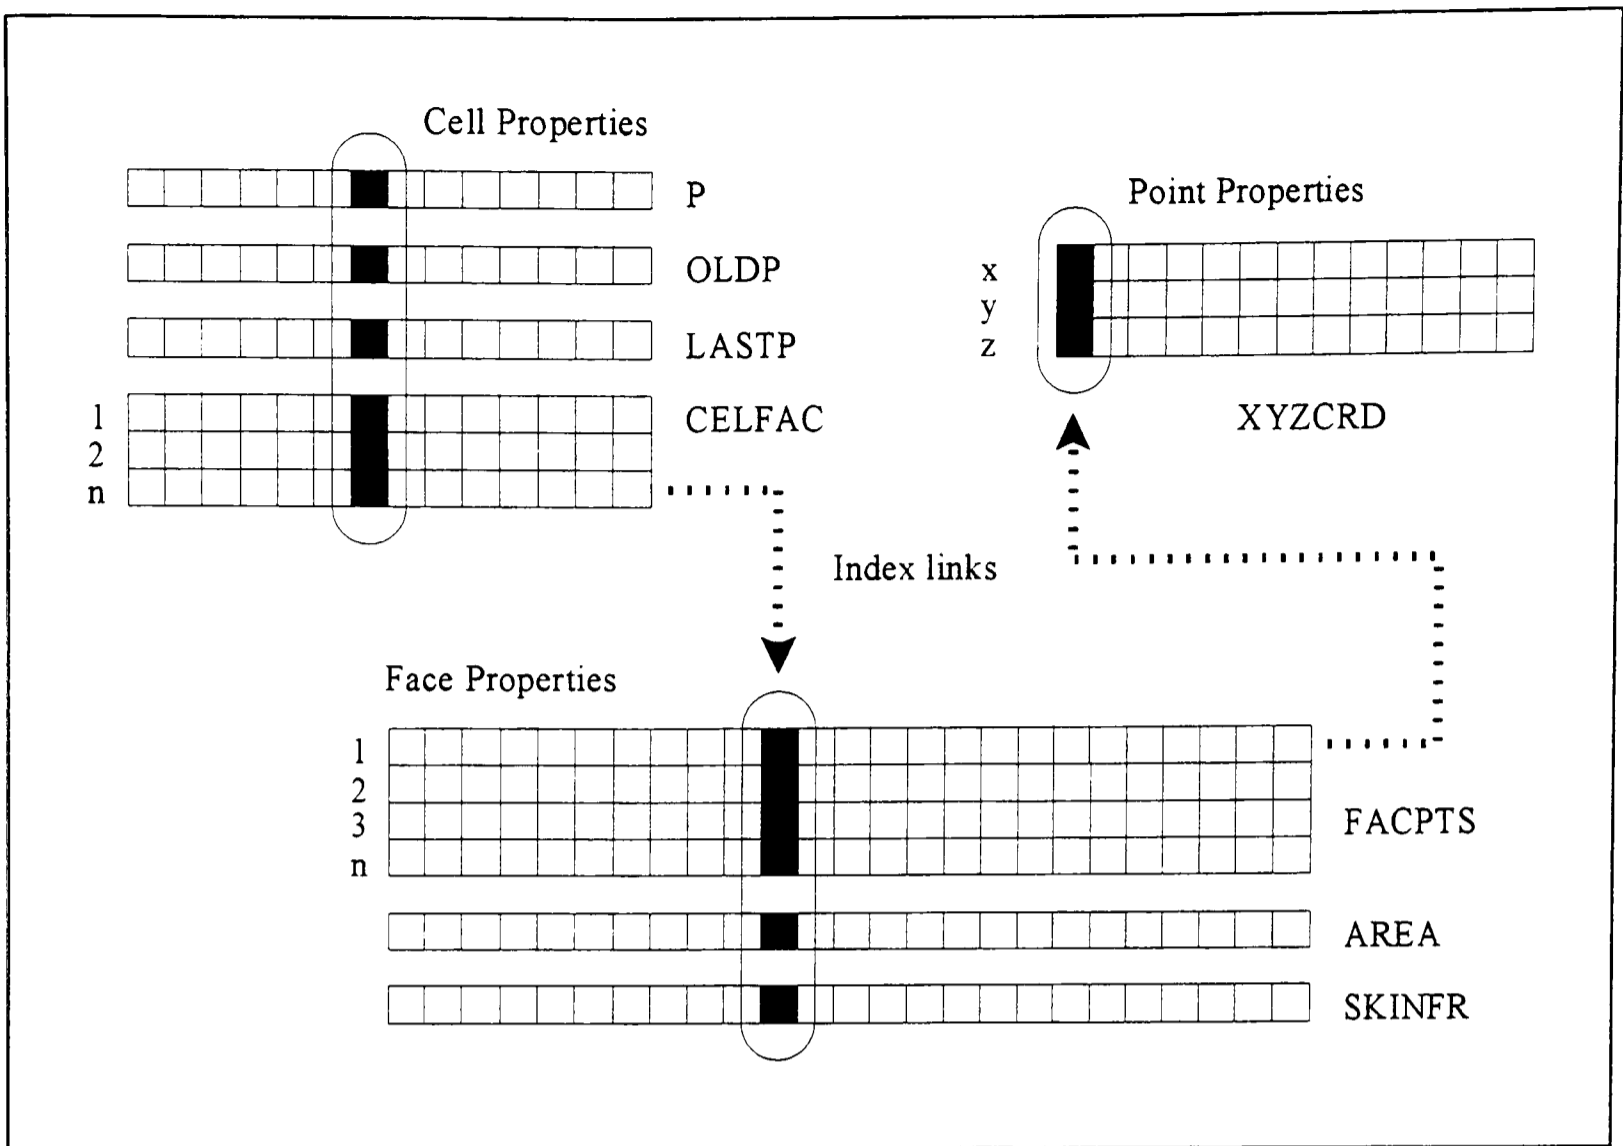 Cell Properties
P
OLDP
LASTP
1
2
n
CELFAC
Point Properties
x
y
z
XYZCRD
Index links
Face Properties
1
2
3
n
FACPTS
AREA
SKINFR